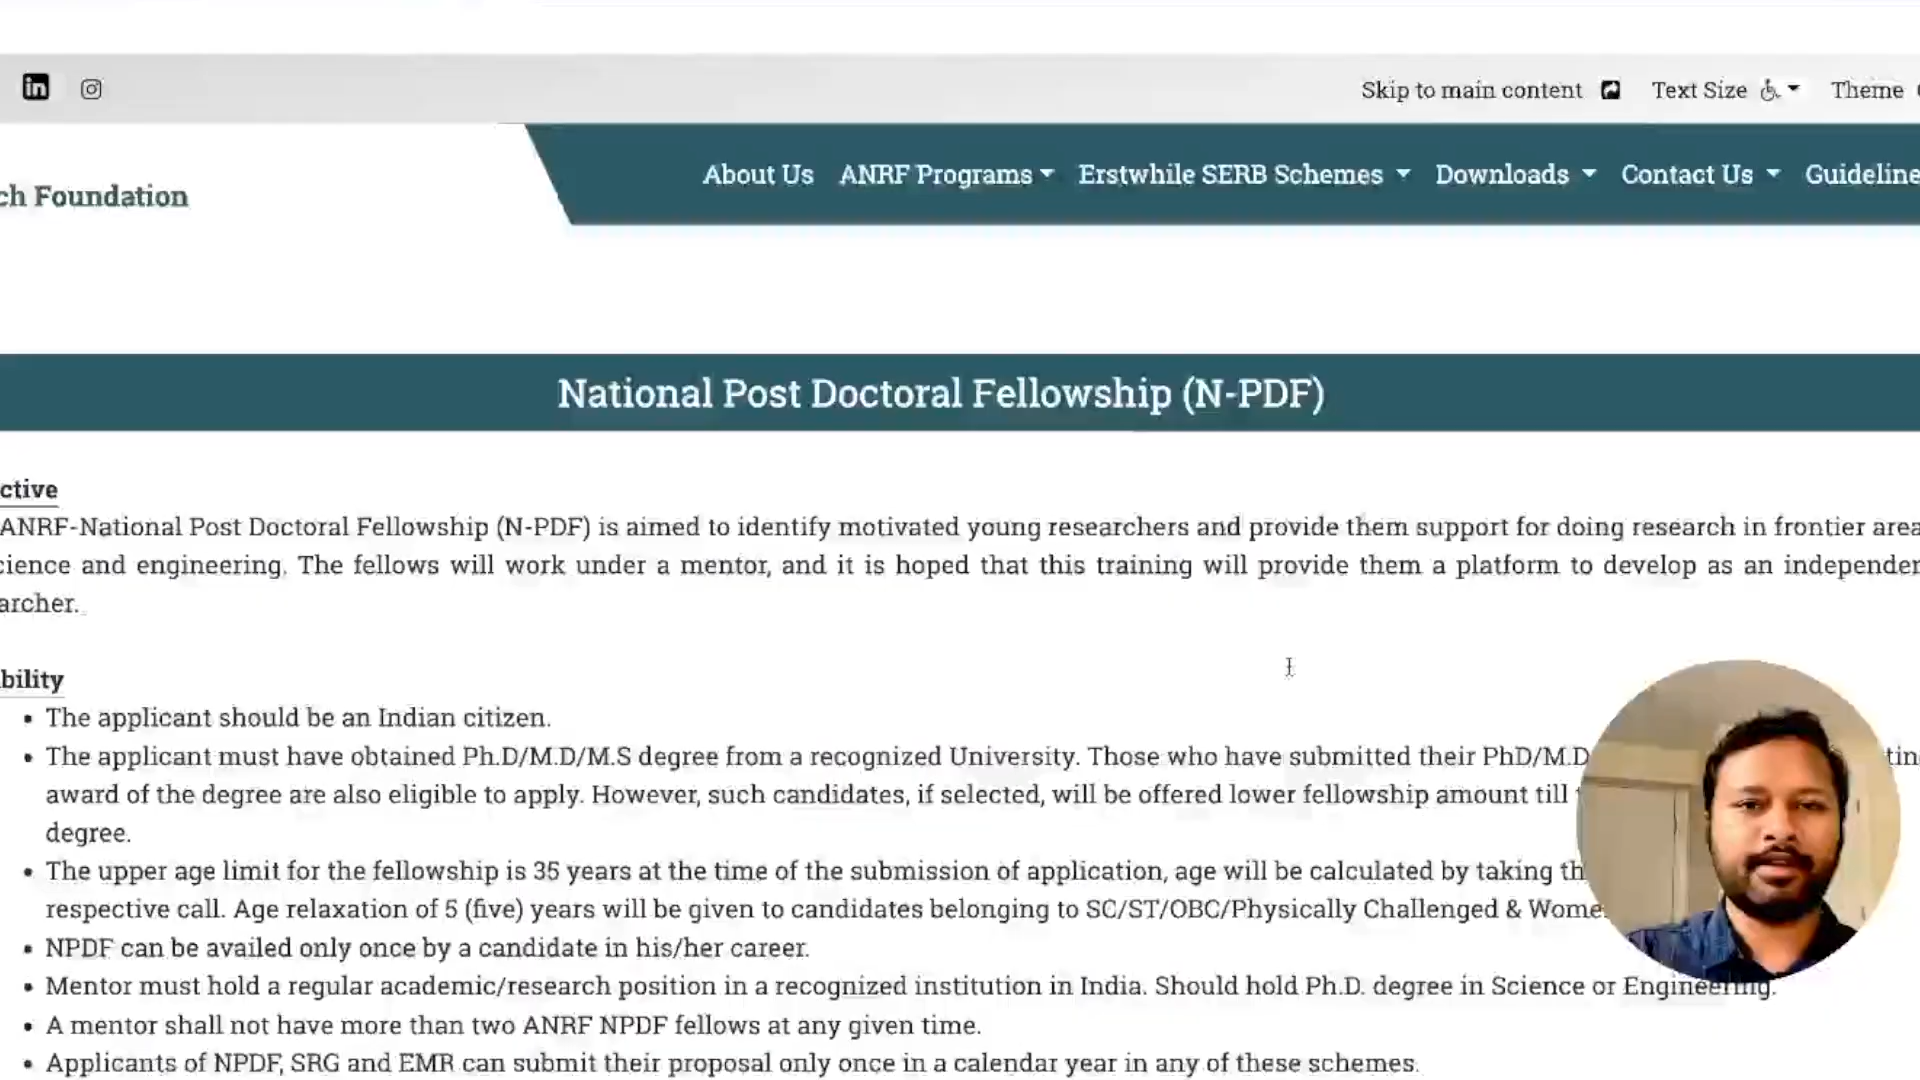 in
Skip to main content Text Size Theme
About Us ANRF Programs Erstwhile SERB Schemes Downloads Contact Us Guideline
ch Foundation
National Post Doctoral Fellowship (N-PDF)
ctive
ANRF-National Post Doctoral Fellowship (N-PDF) is aimed to identify motivated young researchers and provide them support for doing research in frontier area
cience and engineering. The fellows will work under a mentor, and it is hoped that this training will provide them a platform to develop as an independen
archer.
bility
• The applicant should be an Indian citizen.
• The applicant must have obtained Ph.D/M.D/M.S degree from a recognized University. Those who have submitted their PhD/M.D tin
award of the degree are also eligible to apply. However, such candidates, if selected, will be offered lower fellowship amount till
degree.
• The upper age limit for the fellowship is 35 years at the time of the submission of application, age will be calculated by taking th
respective call. Age relaxation of 5 (five) years will be given to candidates belonging to SC/ST/OBC/Physically Challenged & Wome
• NPDF can be availed only once by a candidate in his/her career.
• Mentor must hold a regular academic/research position in a recognized institution in India. Should hold Ph.D. degree in Science or Engineering.
• A mentor shall not have more than two ANRF NPDF fellows at any given time.
• Applicants of NPDF, SRG and EMR can submit their proposal only once in a calendar year in any of these schemes.